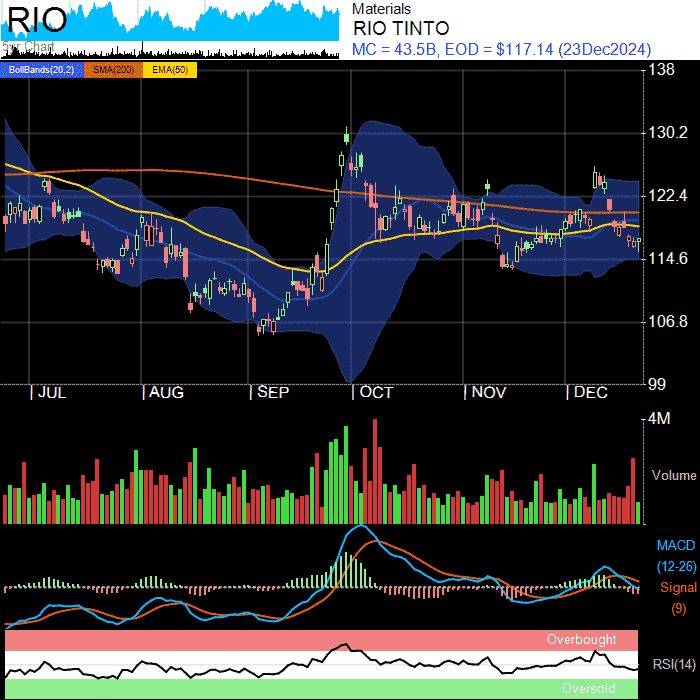 RIO
5yr Chart
Materials
RIO TINTO
MC = 43.5B, EOD = $117.14 (23Dec2024)
BollBands(20,2) SMA(200) EMA(50)
138
130.2
122.4
114.6
106.8
99
| JUL | AUG | SEP | OCT | NOV | DEC
4M
Volume
MACD
(12-26)
Signal
(9)
Overbought
RSI(14)
Oversold